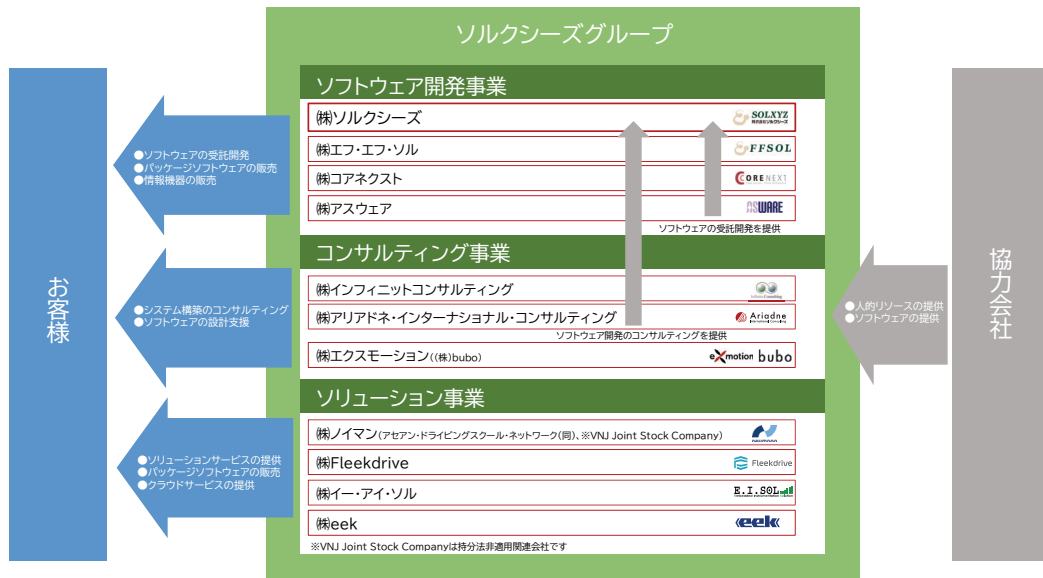 ソルクシーズグループ
お客様
協力会社
ソフトウェア開発事業
㈱ソルクシーズ
SOLXYZ
株式会社ソルクシーズ
㈱エフ・エフ・ソル
FFSOL
㈱コアネクスト
CORENEXT
㈱アスウェア
ASWARE
ソフトウェアの受託開発を提供
●ソフトウェアの受託開発
●パッケージソフトウェアの販売
●情報機器の販売
コンサルティング事業
㈱インフィニットコンサルティング
Infinite Consulting
㈱アリアドネ・インターナショナル・コンサルティング
Ariadne
International Consulting
ソフトウェア開発のコンサルティングを提供
㈱エクスモーション((株)bubo)
eXmotion bubo
●システム構築のコンサルティング
●ソフトウェアの設計支援
●人的リソースの提供
●ソフトウェアの提供
ソリューション事業
㈱ノイマン(アセアン・ドライビングスクール・ネットワーク(同)、※VNJ Joint Stock Company)
NEUMANN
㈱Fleekdrive
Fleekdrive
㈱イー・アイ・ソル
E.I.SOL
㈱eek
eek
●ソリューションサービスの提供
●パッケージソフトウェアの販売
●クラウドサービスの提供
※VNJ Joint Stock Companyは持分法非適用関連会社です